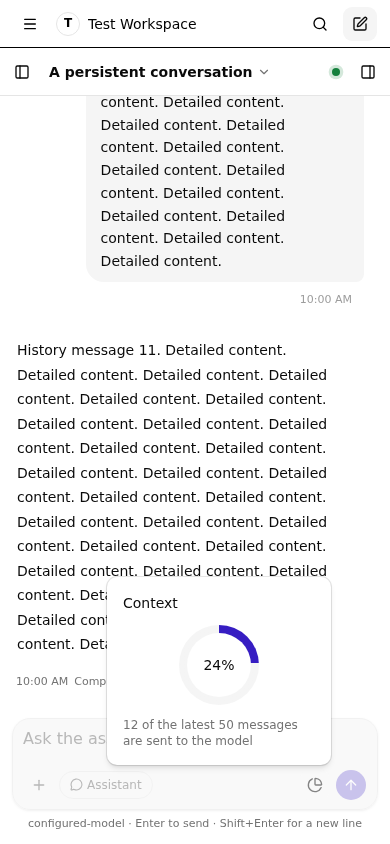 T Test Workspace
A persistent conversation
content. Detailed content.
Detailed content. Detailed
content. Detailed content.
Detailed content. Detailed
content. Detailed content.
Detailed content. Detailed
content. Detailed content.
Detailed content.
10:00 AM
History message 11. Detailed content.
Detailed content. Detailed content. Detailed
content. Detailed content. Detailed content.
Detailed content. Detailed content. Detailed
content. Detailed content. Detailed content.
Detailed content. Detailed content. Detailed
content. Detailed content. Detailed content.
Detailed content. Detailed content. Detailed
content. Detailed content. Detailed content.
Detailed content. Detailed content. Detailed
content.
Detailed
content.
10:00 AM
Context
24%
12 of the latest 50 messages
are sent to the model
Ask the
Assistant
configured-model · Enter to send · Shift+Enter for a new line